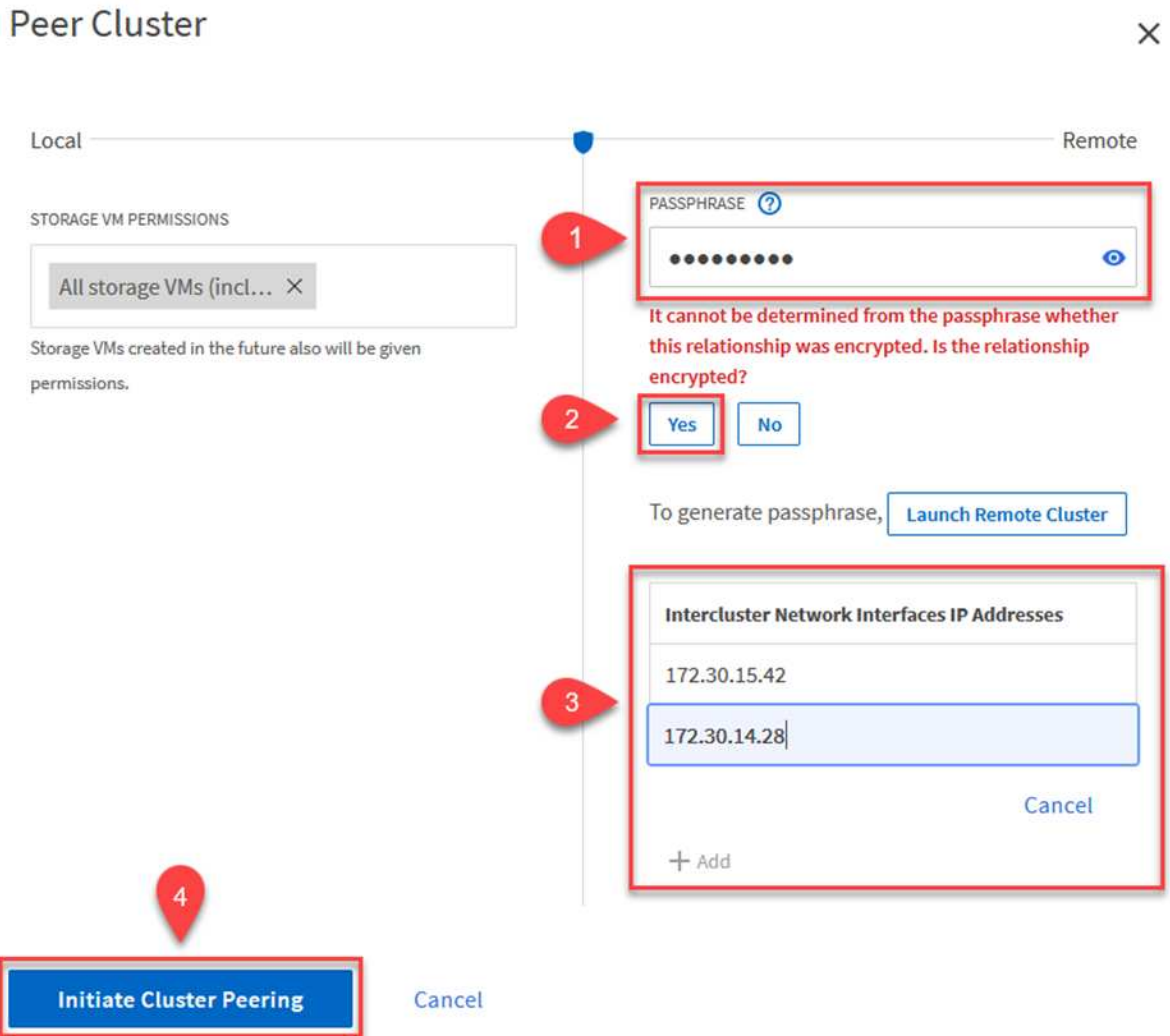 Peer Cluster
Local
Remote
STORAGE VM PERMISSIONS
All storage VMs (incl...
Storage VMs created in the future also will be given
permissions.
1
PASSPHRASE ?
•••••••••
It cannot be determined from the passphrase whether
this relationship was encrypted. Is the relationship
encrypted?
2
Yes
No
To generate passphrase,
Launch Remote Cluster
3
Intercluster Network Interfaces IP Addresses
172.30.15.42
172.30.14.28
Cancel
+ Add
4
Initiate Cluster Peering
Cancel